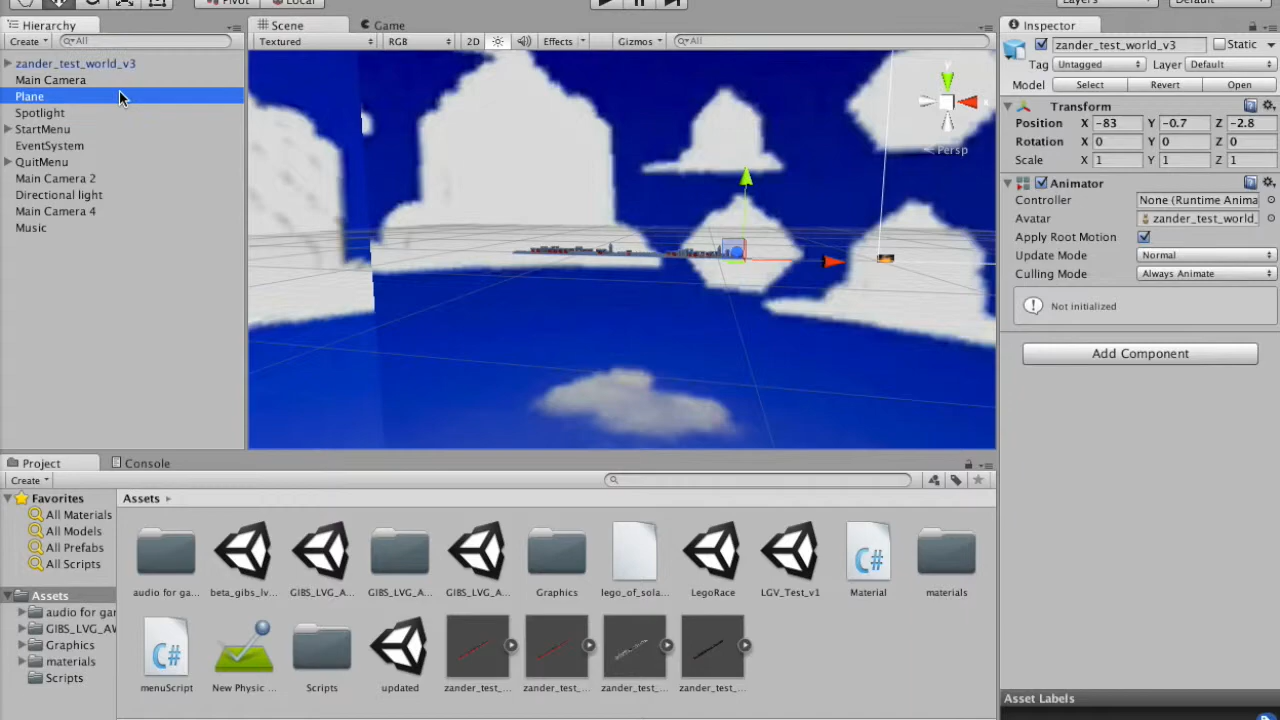 Pivot
Local
Layers
Default
Hierarchy
Create
All
zander_test_world_v3
Main Camera
Plane
Spotlight
StartMenu
EventSystem
QuitMenu
Main Camera 2
Directional light
Main Camera 4
Music
Scene
Game
Textured
RGB
2D
Effects
Gizmos
All
y
x
Persp
Inspector
zander_test_world_v3
Static
Tag
Untagged
Layer
Default
Model
Select
Revert
Open
Transform
Position X -83 Y -0.7 Z -2.8
Rotation X 0 Y 0 Z 0
Scale X 1 Y 1 Z 1
Animator
Controller
None (Runtime Anima
Avatar
zander_test_world_
Apply Root Motion
Update Mode
Normal
Culling Mode
Always Animate
Not initialized
Add Component
Project
Console
Create
Favorites
All Materials
All Models
All Prefabs
All Scripts
Assets
audio for gar
GIBS_LVG_AW
Graphics
materials
Scripts
Assets
audio for ga...
beta_gibs_lv...
GIBS_LVG_A...
GIBS_LVG_A...
GIBS_LVG_A...
Graphics
lego_of_sola...
LegoRace
LGV_Test_v1
Material
materials
C#
menuScript
New Physic ...
Scripts
updated
zander_test_...
zander_test_...
zander_test_...
zander_test_...
C#
Asset Labels